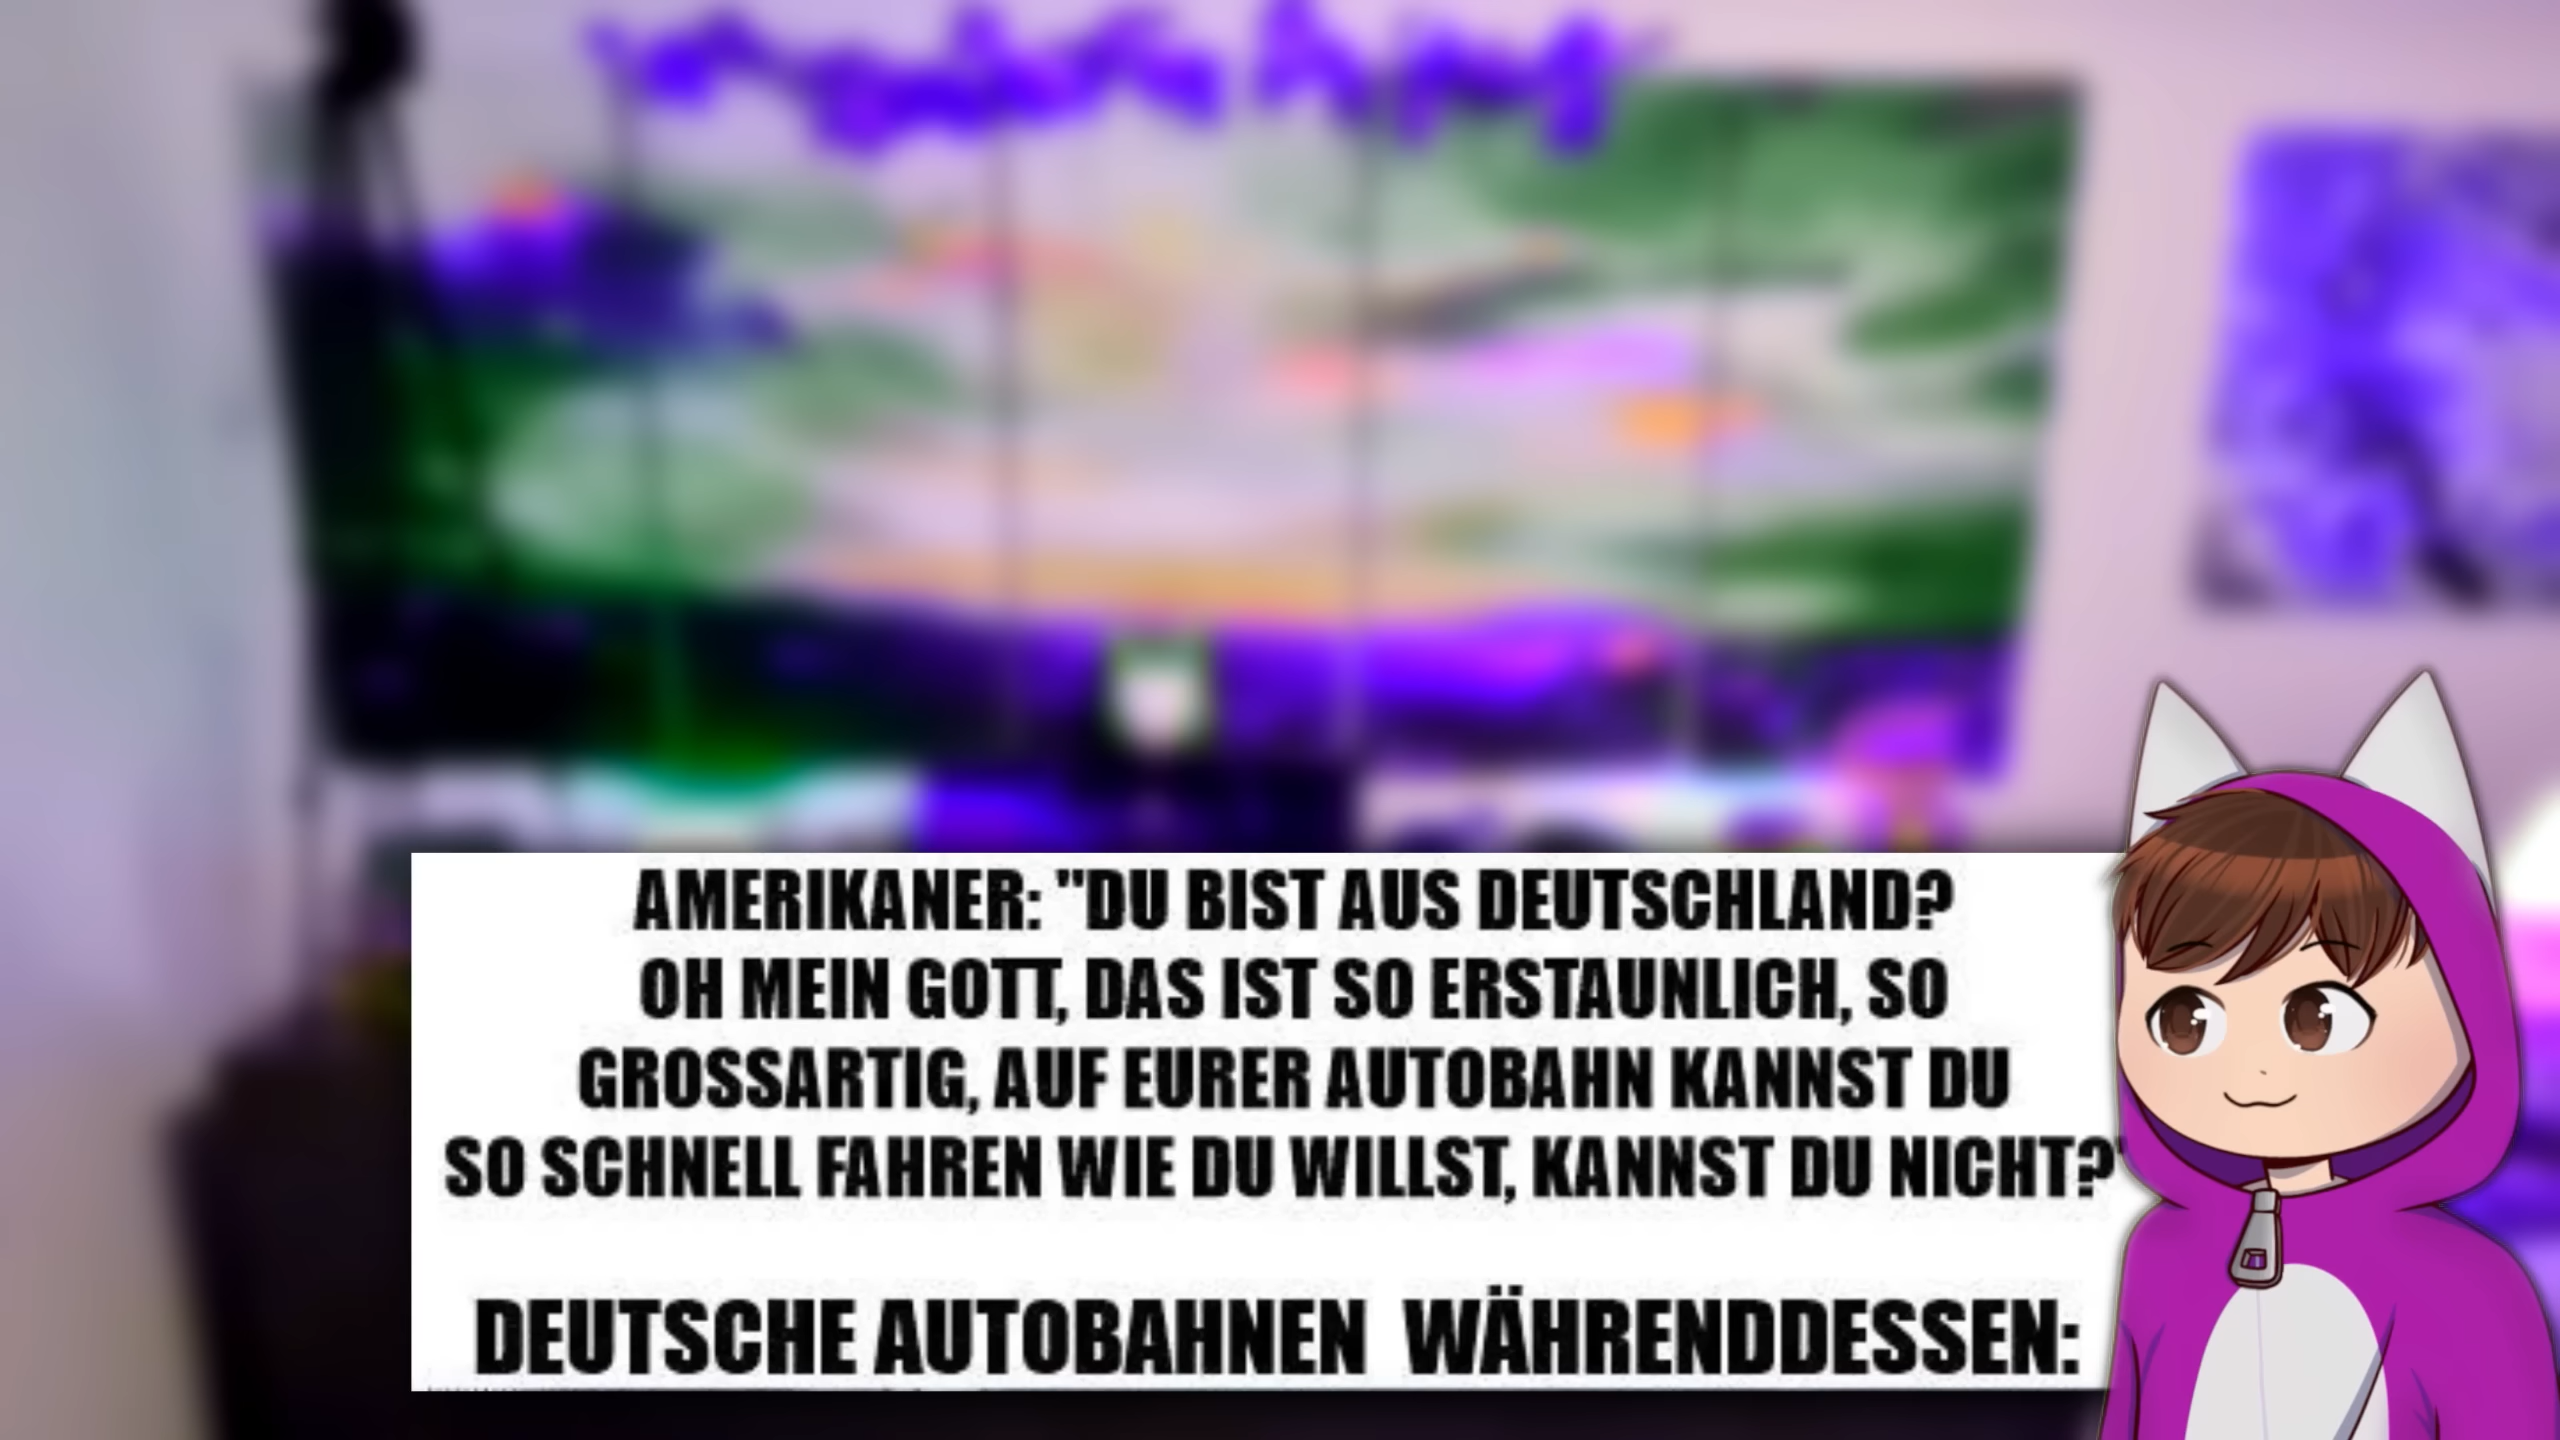 AMERIKANER: "DU BIST AUS DEUTSCHLAND?
OH MEIN GOTT, DAS IST SO ERSTAUNLICH, SO
GROSSARTIG, AUF EURER AUTOBAHN KANNST DU
SO SCHNELL FAHREN WIE DU WILLST, KANNST DU NICHT?"
DEUTSCHE AUTOBAHNEN WÄHRENDDESSEN: